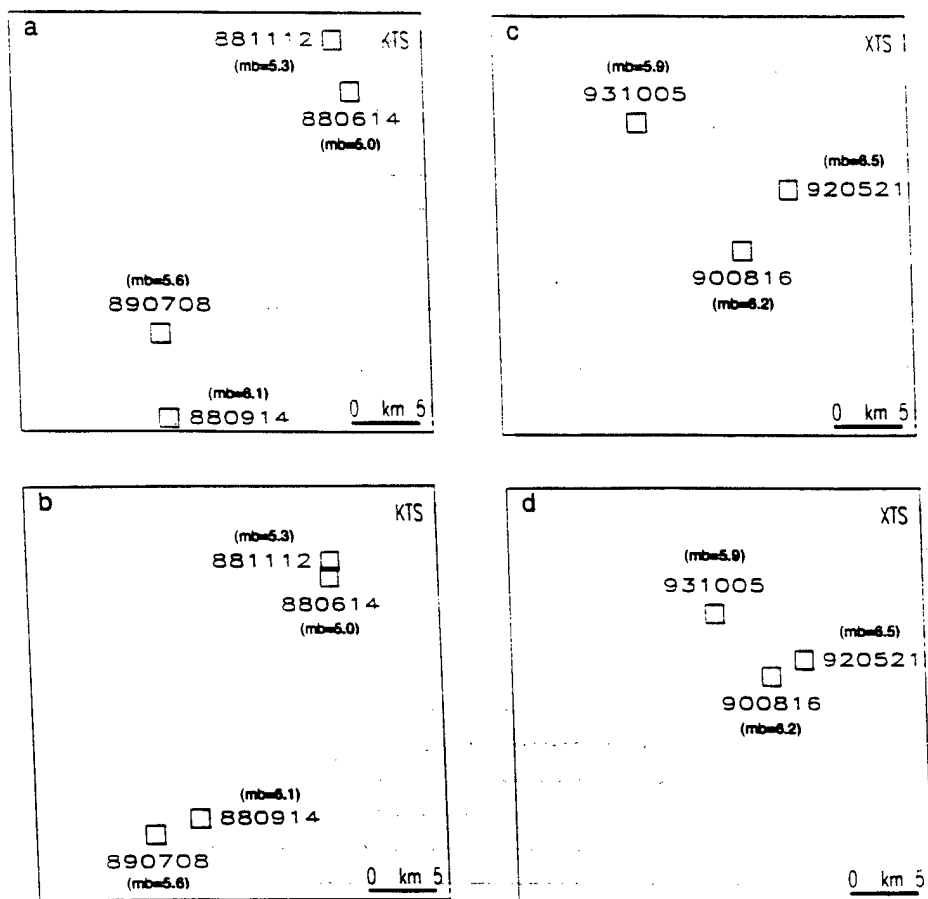 a
881112
KTS
(mb=5.3)
880614
(mb=5.0)
(mb=5.6)
890708
(mb=6.1)
880914
0 km 5
c
XTS
(mb=5.9)
931005
(mb=6.5)
920521
900816
(mb=6.2)
0 km 5
b
KTS
(mb=5.3)
881112
880614
(mb=5.0)
(mb=6.1)
880914
890708
(mb=5.6)
0 km 5
d
XTS
(mb=5.9)
931005
(mb=6.5)
920521
900816
(mb=6.2)
0 km 5